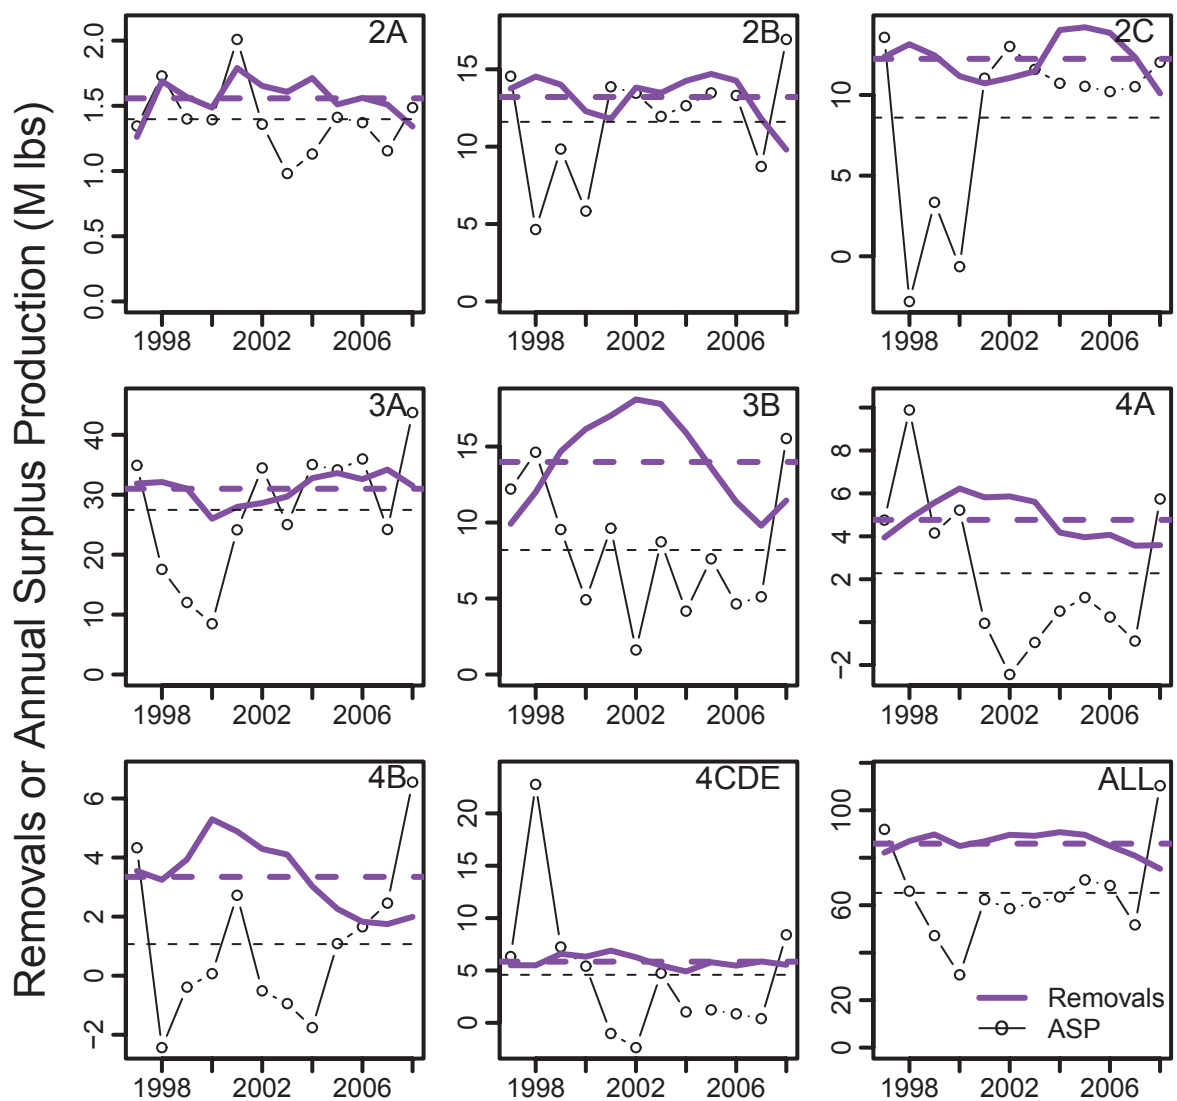 Removals or Annual Surplus Production (M lbs)
2A
0.0 0.5 1.0 1.5 2.0
1998 2002 2006
2B
0 5 10 15
1998 2002 2006
2C
0 5 10
1998 2002 2006
3A
0 10 20 30 40
1998 2002 2006
3B
0 5 10 15
1998 2002 2006
4A
−2 2 4 6 8
1998 2002 2006
4B
−2 0 2 4 6
1998 2002 2006
4CDE
0 5 10 15 20
1998 2002 2006
ALL
0 20 60 100
Removals
ASP
1998 2002 2006